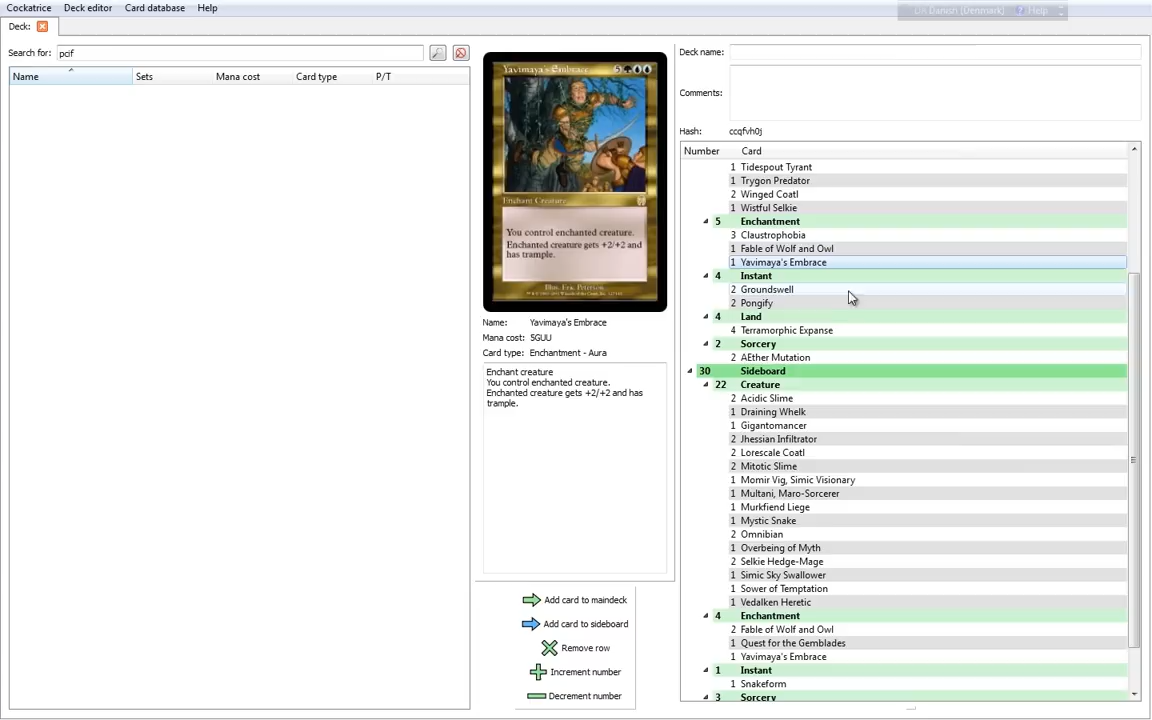 Cockatrice Deck editor Card database Help
DA Danish (Denmark) Help
Deck:
Search for: pcif
Name Sets Mana cost Card type P/T
Yavimaya's Embrace 5
Enchant Creature
You control enchanted creature.
Enchanted creature gets +2/+2 and
has trample.
Name: Yavimaya's Embrace
Mana cost: 5GUU
Card type: Enchantment - Aura
Enchant creature
You control enchanted creature.
Enchanted creature gets +2/+2 and has
trample.
Add card to maindeck
Add card to sideboard
Remove row
Increment number
Decrement number
Deck name:
Comments:
Hash: ccqfvh0j
Number Card
1 Tidespout Tyrant
1 Trygon Predator
2 Winged Coatl
1 Wistful Selkie
5 Enchantment
3 Claustrophobia
1 Fable of Wolf and Owl
1 Yavimaya's Embrace
4 Instant
2 Groundswell
2 Pongify
4 Land
4 Terramorphic Expanse
2 Sorcery
2 AEther Mutation
30 Sideboard
22 Creature
2 Acidic Slime
1 Draining Whelk
1 Gigantomancer
2 Jhessian Infiltrator
2 Lorescale Coatl
2 Mitotic Slime
1 Momir Vig, Simic Visionary
1 Multani, Maro-Sorcerer
1 Murkfiend Liege
1 Mystic Snake
2 Omnibian
1 Overbeing of Myth
2 Selkie Hedge-Mage
1 Simic Sky Swallower
1 Sower of Temptation
1 Vedalken Heretic
4 Enchantment
2 Fable of Wolf and Owl
1 Quest for the Gemblades
1 Yavimaya's Embrace
1 Instant
1 Snakeform
3 Sorcery